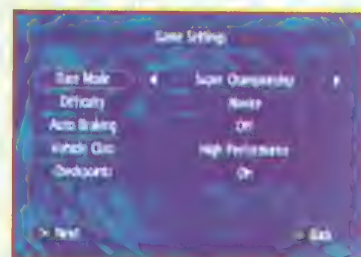 Game Settings
Race Mode Super Championship
Difficulty Novice
Auto Braking Off
Vehicle Class High Performance
Checkpoints On
Next Back